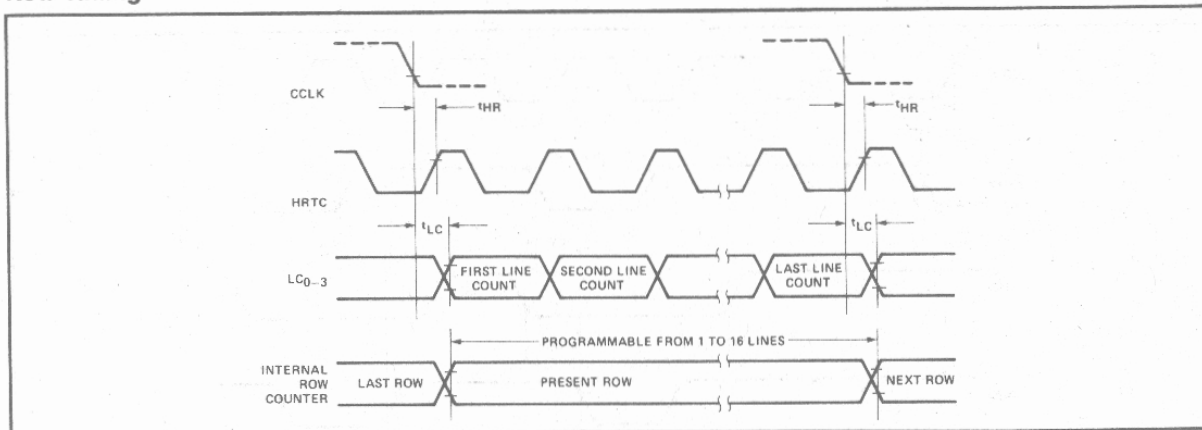 CCLK
tHR
tHR
HRTC
tLC
tLC
LC0–3
FIRST LINE COUNT
SECOND LINE COUNT
LAST LINE COUNT
PROGRAMMABLE FROM 1 TO 16 LINES
INTERNAL ROW COUNTER
LAST ROW
PRESENT ROW
NEXT ROW